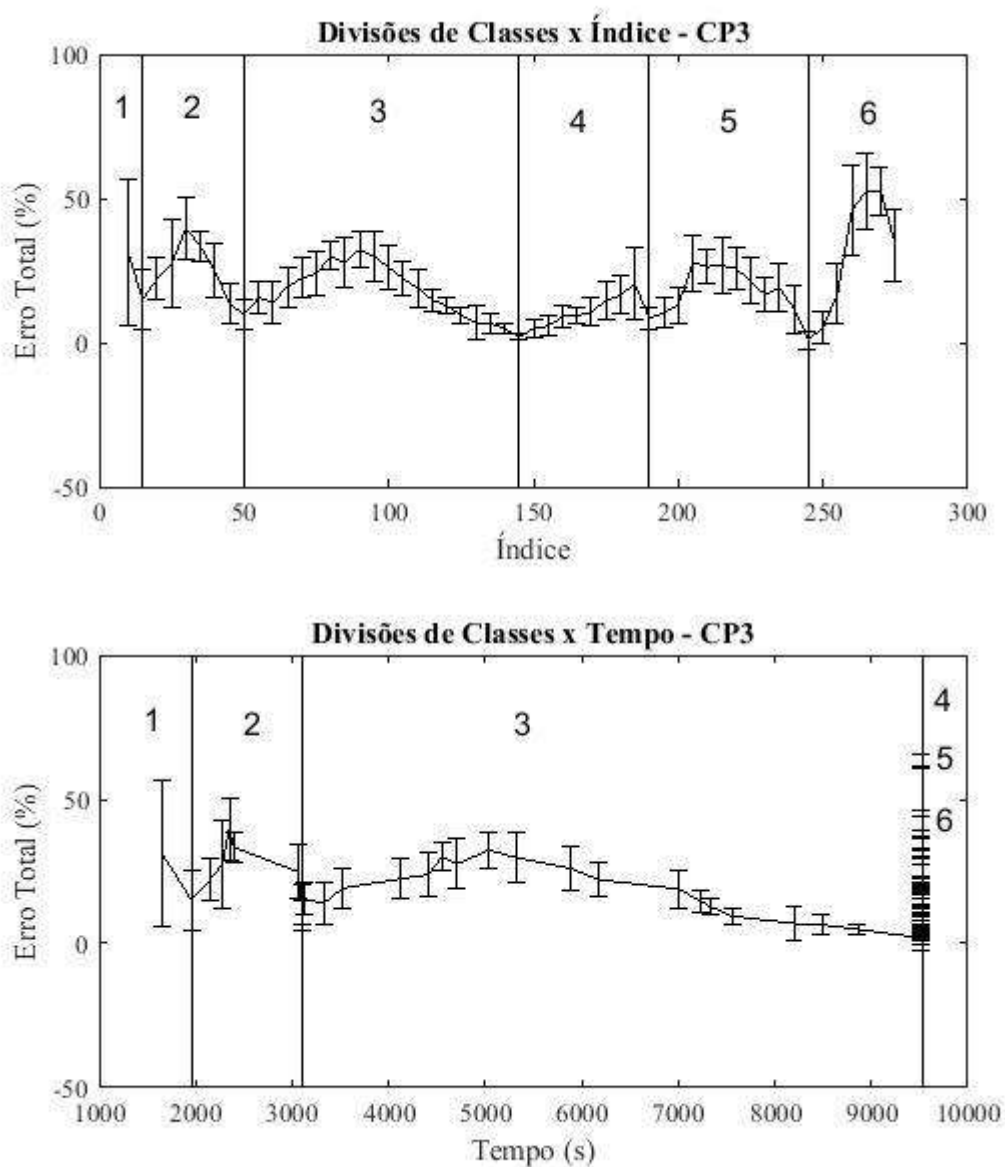 Divisões de Classes x Índice - CP3
100
50
0
-50
Erro Total (%)
1 2 3 4 5 6
0 50 100 150 200 250 300
Índice
Divisões de Classes x Tempo - CP3
100
50
0
-50
Erro Total (%)
1 2 3 4
5
6
1000 2000 3000 4000 5000 6000 7000 8000 9000 10000
Tempo (s)